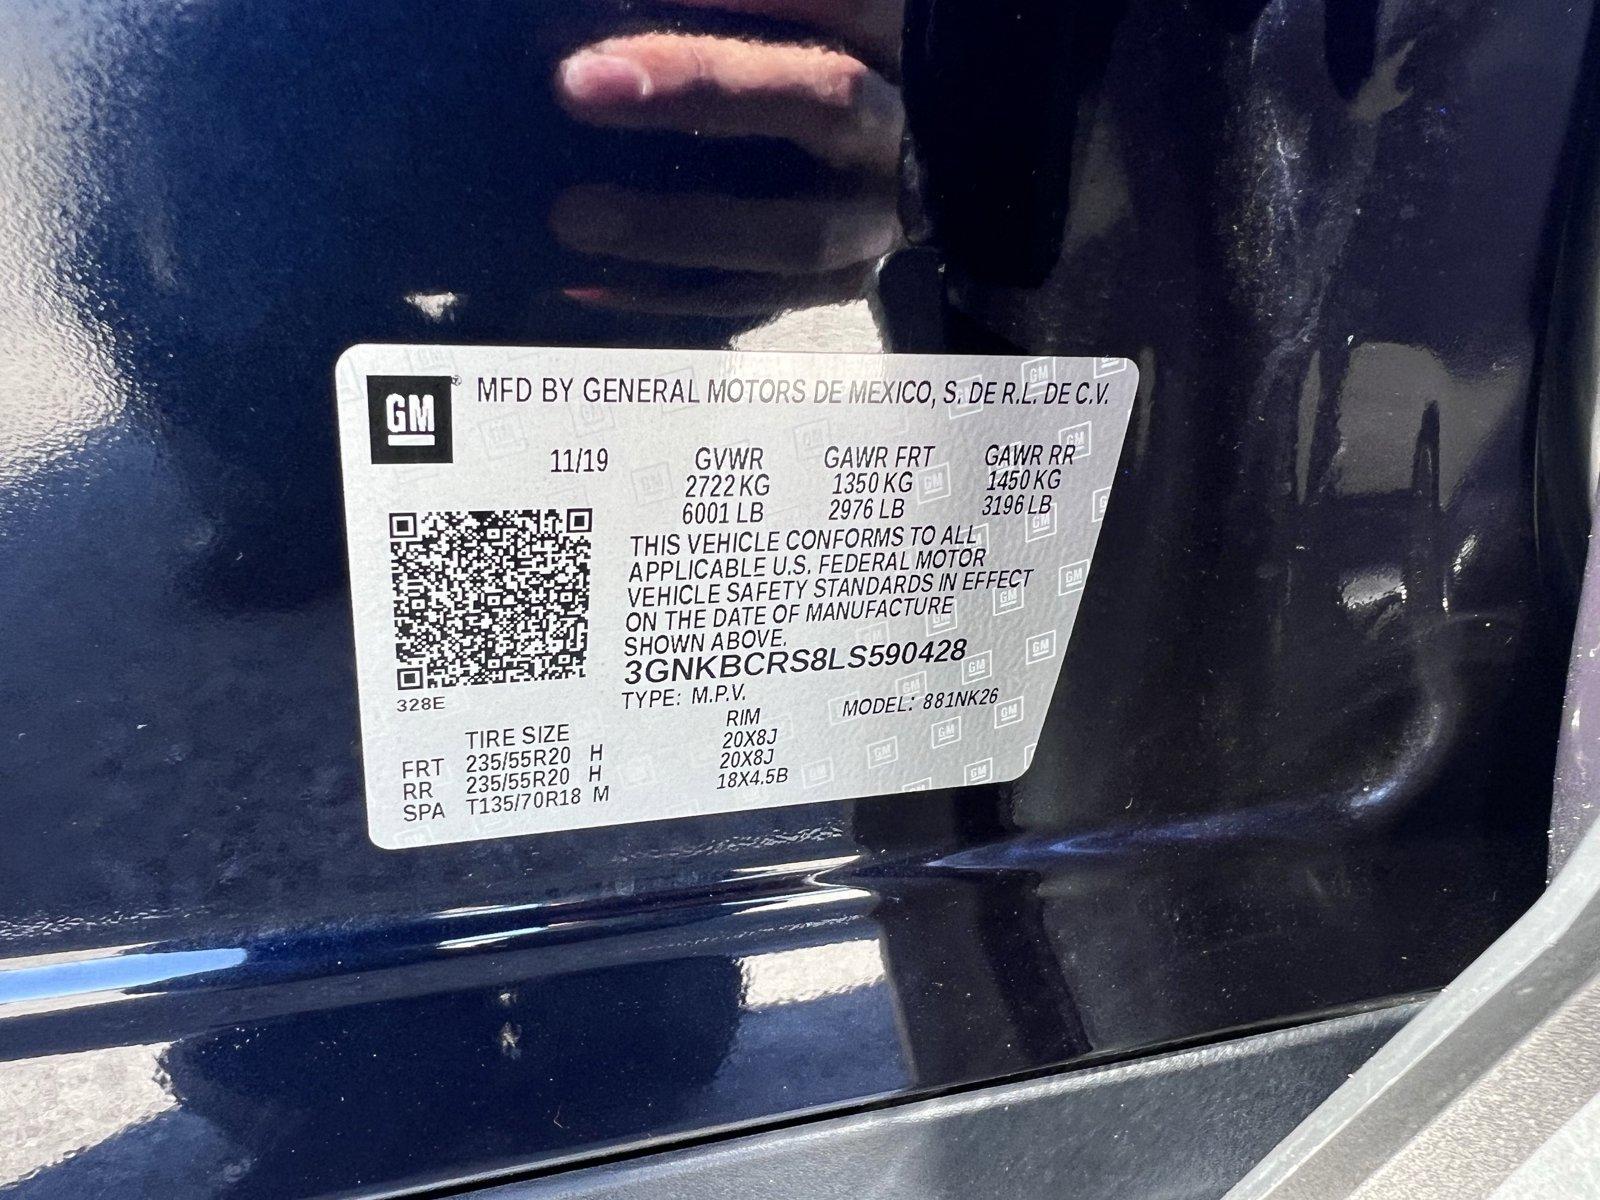 GM® MFD BY GENERAL MOTORS DE MEXICO, S. DE R.L. DE C.V.
11/19 GVWR GAWR FRT GAWR RR
2722 KG 1350 KG 1450 KG
6001 LB 2976 LB 3196 LB
THIS VEHICLE CONFORMS TO ALL
APPLICABLE U.S. FEDERAL MOTOR
VEHICLE SAFETY STANDARDS IN EFFECT
ON THE DATE OF MANUFACTURE
SHOWN ABOVE.
3GNKBCRS8LS590428
328E
TYPE: M.P.V. MODEL: 881NK26
TIRE SIZE RIM
FRT 235/55R20 H 20X8J
RR 235/55R20 H 20X8J
SPA T135/70R18 M 18X4.5B